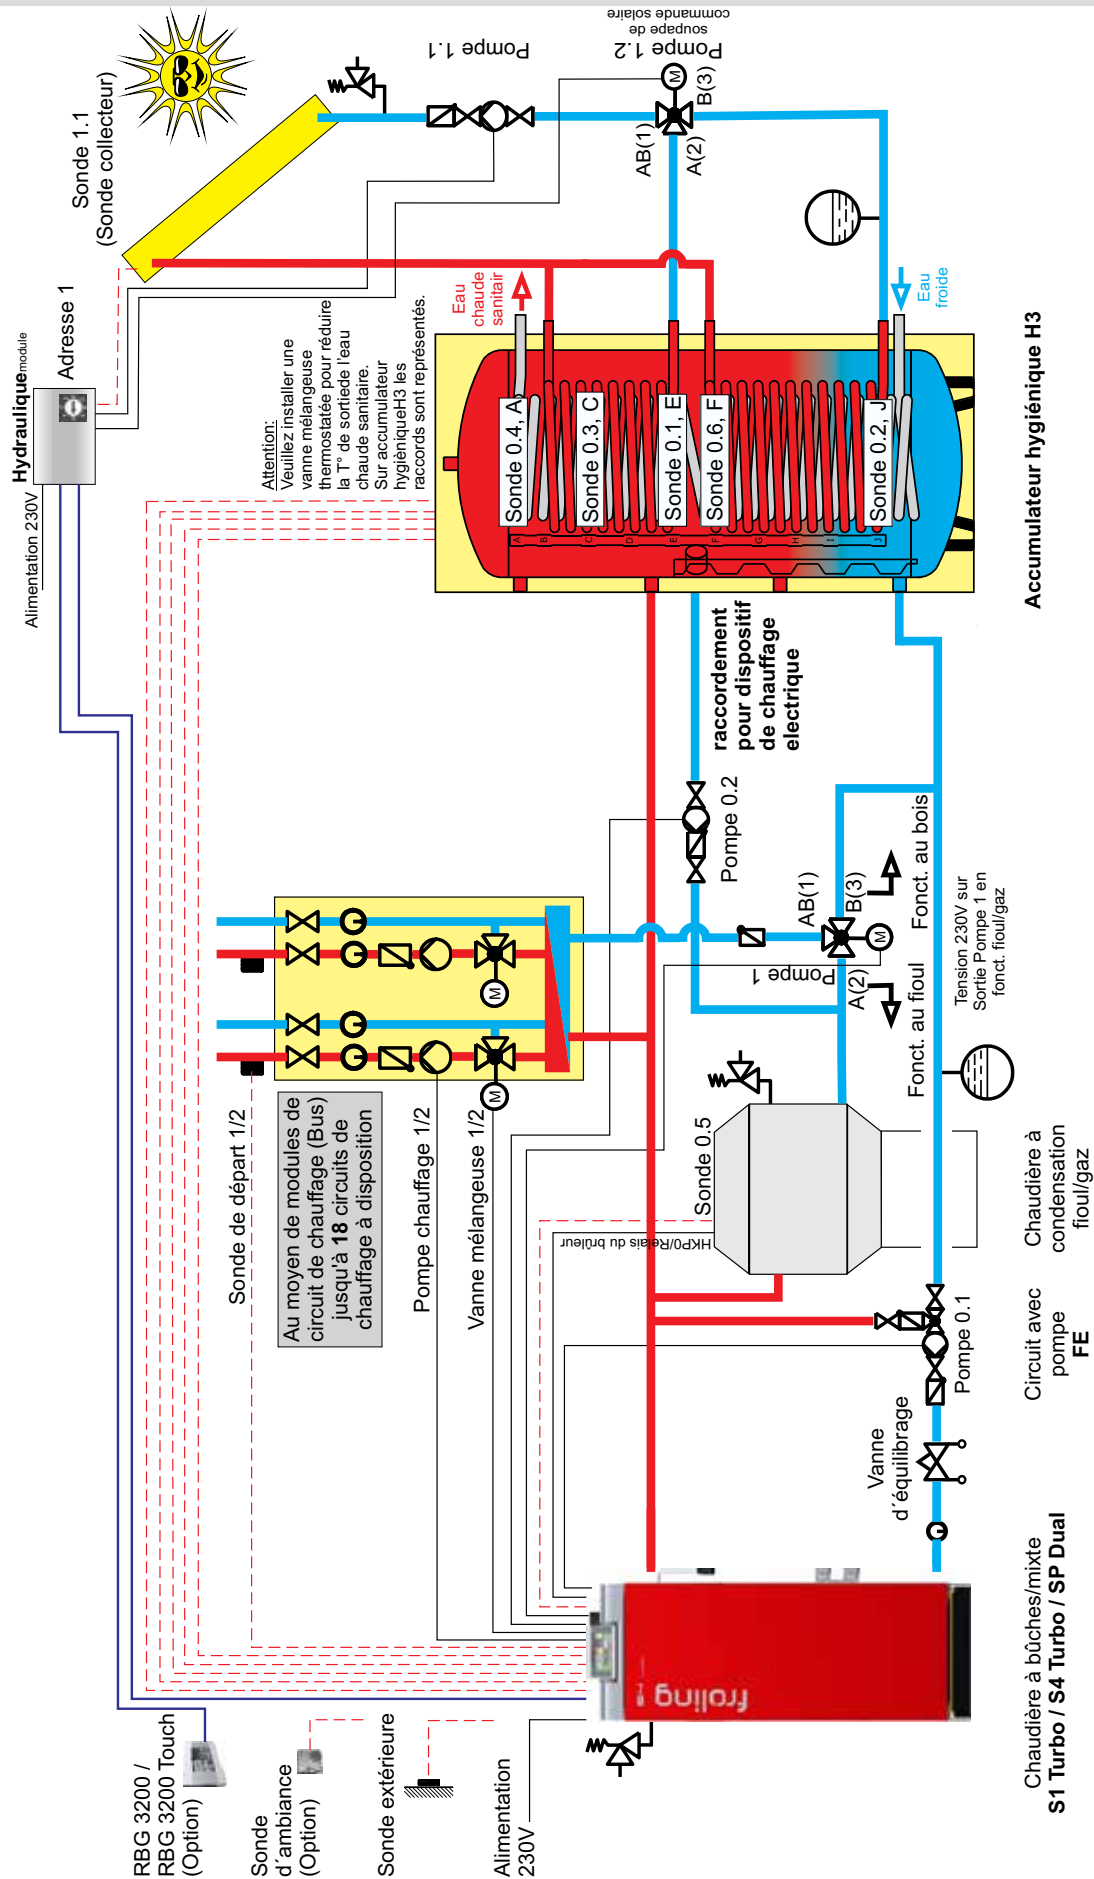 RBG 3200 /
RBG 3200 Touch
(Option)
Sonde
d´ambiance
(Option)
Sonde extérieure
Alimentation
230V
Sonde de départ 1/2
Au moyen de modules de
circuit de chauffage (Bus)
jusqu'à 18 circuits de
chauffage à disposition
Pompe chauffage 1/2
Vanne mélangeuse 1/2
M
M
Alimentation 230V
Hydrauliquemodule
Adresse 1
Sonde 1.1
(Sonde collecteur)
Attention:
Veuillez installer une
vanne mélangeuse
thermostatée pour réduire
la T° de sortiede l'eau
chaude sanitaire.
Sur accumulateur
hygièniqueH3 les
raccords sont représentés.
Eau
chaude
sanitair
Pompe 1.1
Pompe 1.2
soupape de
commande solaire
M
AB(1)
A(2)
B(3)
Eau
froide
Sonde 0.4, A
Sonde 0.3, C
Sonde 0.1, E
Sonde 0.6, F
Sonde 0.2, J
A
B
C
D
E
F
G
H
I
J
raccordement
pour dispositif
de chauffage
electrique
Pompe 0.2
Pompe 1
AB(1)
B(3)
A(2)
M
Fonct. au fioul
Fonct. au bois
Tension 230V sur
Sortie Pompe 1 en
fonct. fioul/gaz
Sonde 0.5
HKP0/Relais du brûleur
Pompe 0.1
Vanne
d´équilibrage
froling
Chaudière à bûches/mixte
S1 Turbo / S4 Turbo / SP Dual
Circuit avec
pompe
FE
Chaudière à
condensation
fioul/gaz
Accumulateur hygiénique H3